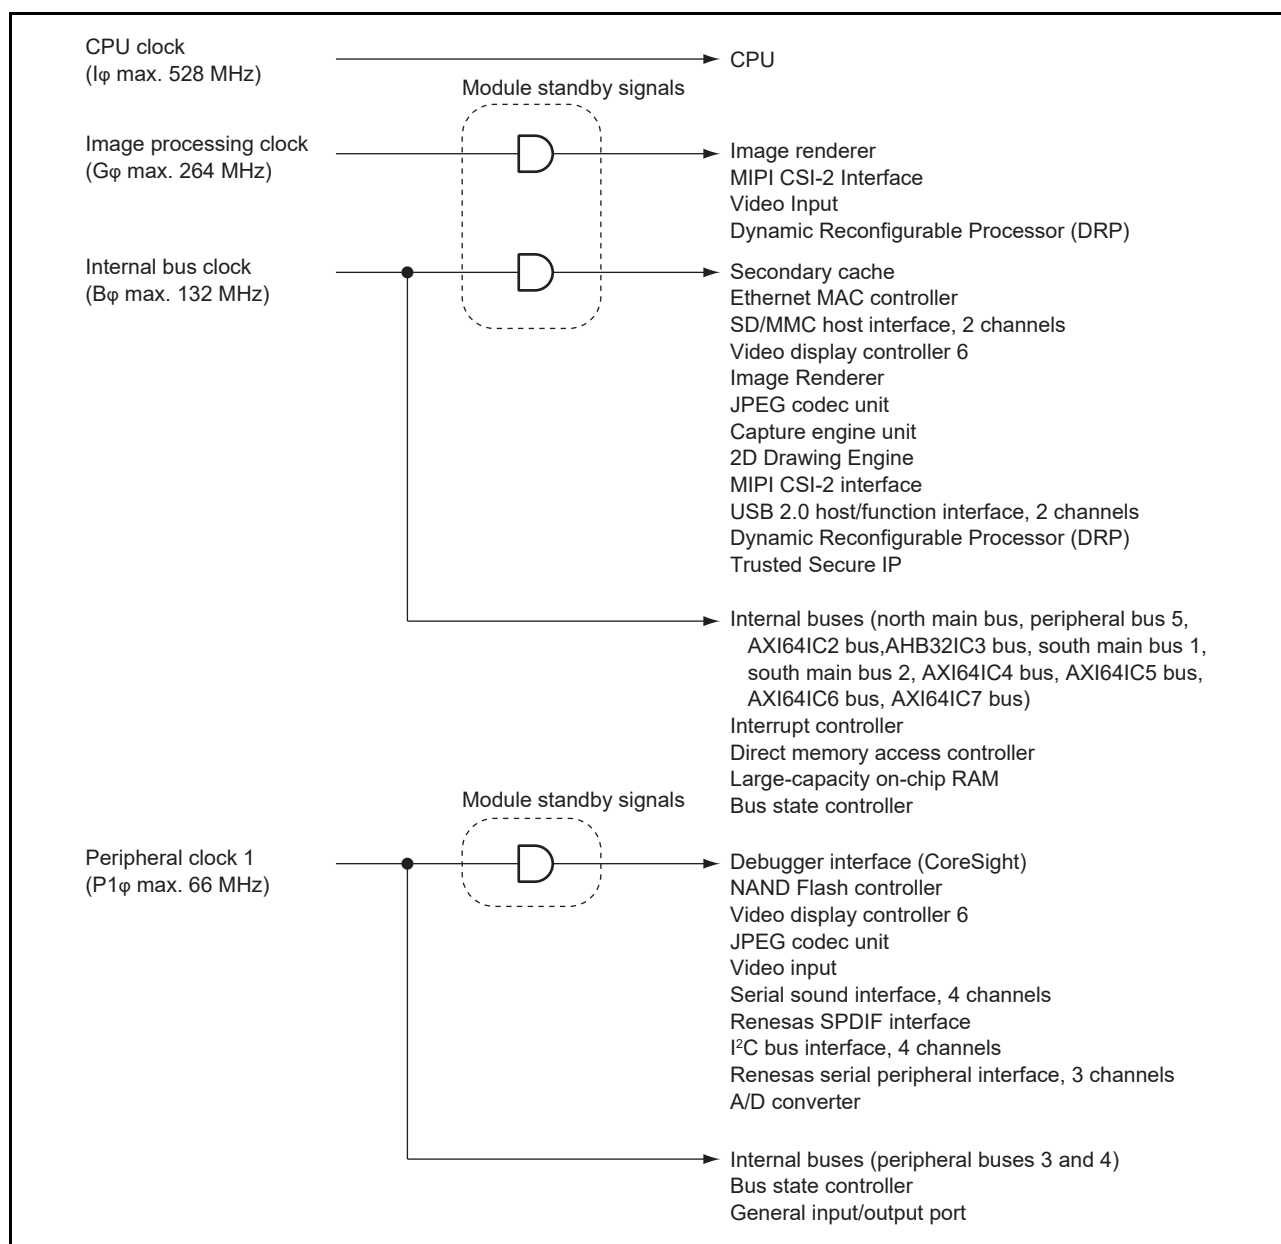 CPU clock
(Iφ max. 528 MHz)
CPU
Module standby signals
Image processing clock
(Gφ max. 264 MHz)
Image renderer
MIPI CSI-2 Interface
Video Input
Dynamic Reconfigurable Processor (DRP)
Internal bus clock
(Bφ max. 132 MHz)
Secondary cache
Ethernet MAC controller
SD/MMC host interface, 2 channels
Video display controller 6
Image Renderer
JPEG codec unit
Capture engine unit
2D Drawing Engine
MIPI CSI-2 interface
USB 2.0 host/function interface, 2 channels
Dynamic Reconfigurable Processor (DRP)
Trusted Secure IP
Internal buses (north main bus, peripheral bus 5,
AXI64IC2 bus,AHB32IC3 bus, south main bus 1,
south main bus 2, AXI64IC4 bus, AXI64IC5 bus,
AXI64IC6 bus, AXI64IC7 bus)
Interrupt controller
Direct memory access controller
Large-capacity on-chip RAM
Bus state controller
Module standby signals
Peripheral clock 1
(P1φ max. 66 MHz)
Debugger interface (CoreSight)
NAND Flash controller
Video display controller 6
JPEG codec unit
Video input
Serial sound interface, 4 channels
Renesas SPDIF interface
I²C bus interface, 4 channels
Renesas serial peripheral interface, 3 channels
A/D converter
Internal buses (peripheral buses 3 and 4)
Bus state controller
General input/output port